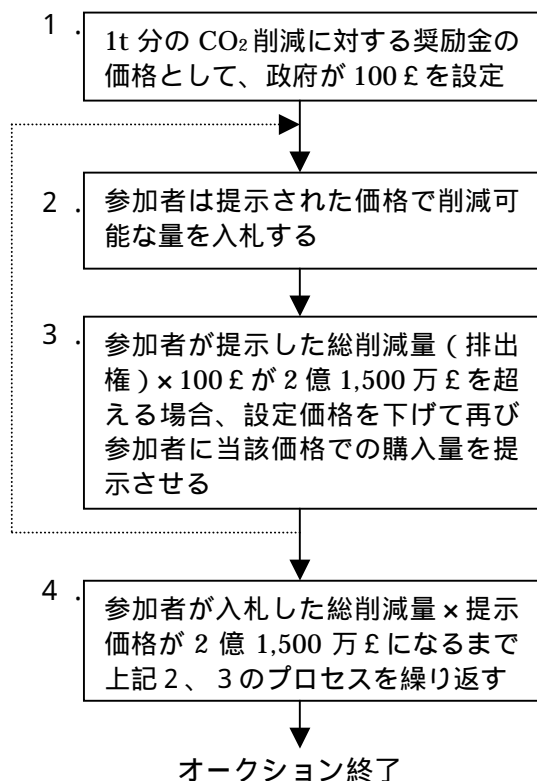 1 .
1t 分の CO₂ 削減に対する奨励金の
価格として、政府が 100￡を設定
2 .
参加者は提示された価格で削減可
能な量を入札する
3 .
参加者が提示した総削減量（排出
権）×100￡が 2 億 1,500 万￡を超
える場合、設定価格を下げて再び
参加者に当該価格での購入量を提
示させる
4 .
参加者が入札した総削減量×提示
価格が 2 億 1,500 万￡になるまで
上記２、３のプロセスを繰り返す
オークション終了